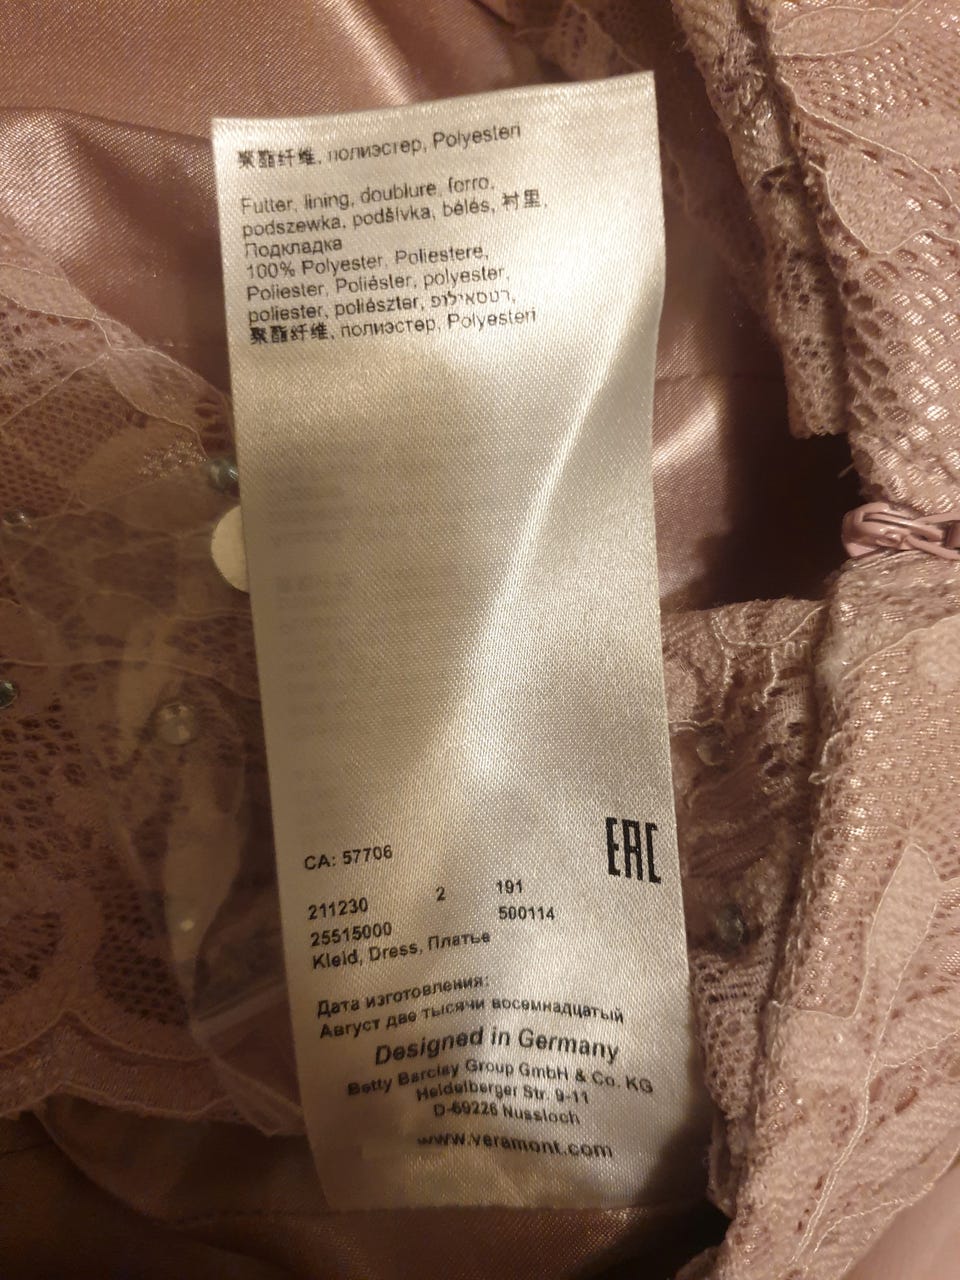 聚酯纤维, полиэстер, Polyesteri
Futter, lining, doublure, forro,
podszewka, podšívka, bélés, 衬里,
Подкладка
100% Polyester, Poliestere,
Poliester, Poliéster, polyester,
poliester, poliészter, רטסאילופ,
聚酯纤维, полиэстер, Polyesteri
CA: 57706
EAC
211230 2 191
25515000 500114
Kleid, Dress, Платье
Дата изготовления:
Август две тысячи восемнадцатый
Designed in Germany
Betty Barclay Group GmbH & Co. KG
Heidelberger Str. 9-11
D-69226 Nussloch
www.veramont.com